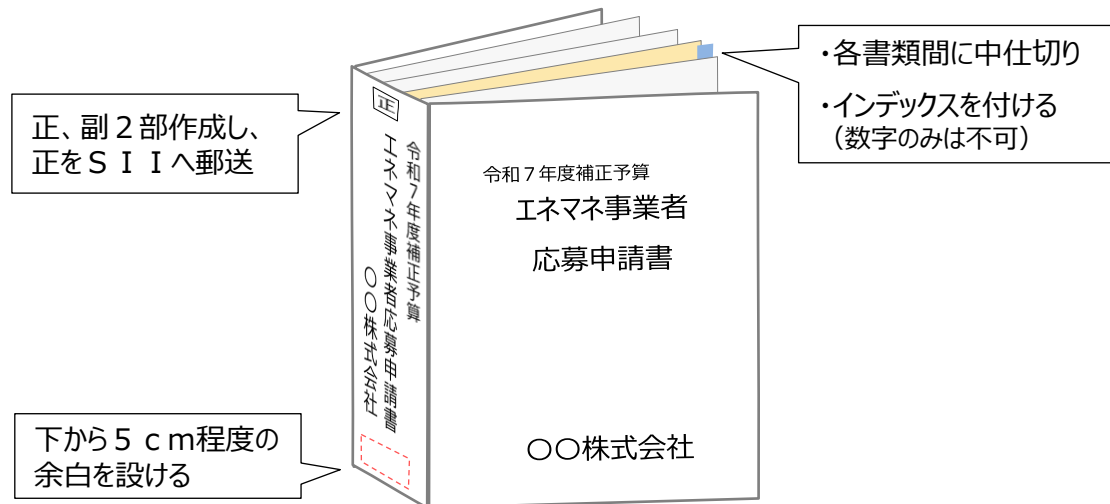 正、副２部作成し、
正をＳＩＩへ郵送
下から５ｃｍ程度の
余白を設ける
正
令和７年度補正予算
エネマネ事業者応募申請書
〇〇株式会社
令和７年度補正予算
エネマネ事業者
応募申請書
〇〇株式会社
・各書類間に中仕切り
・インデックスを付ける
（数字のみは不可）